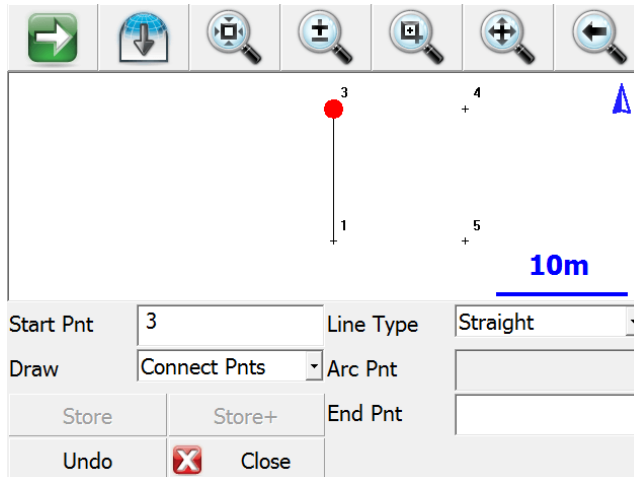 3 4
1 5
10m
Start Pnt 3 Line Type Straight
Draw Connect Pnts Arc Pnt
Store Store+ End Pnt
Undo Close